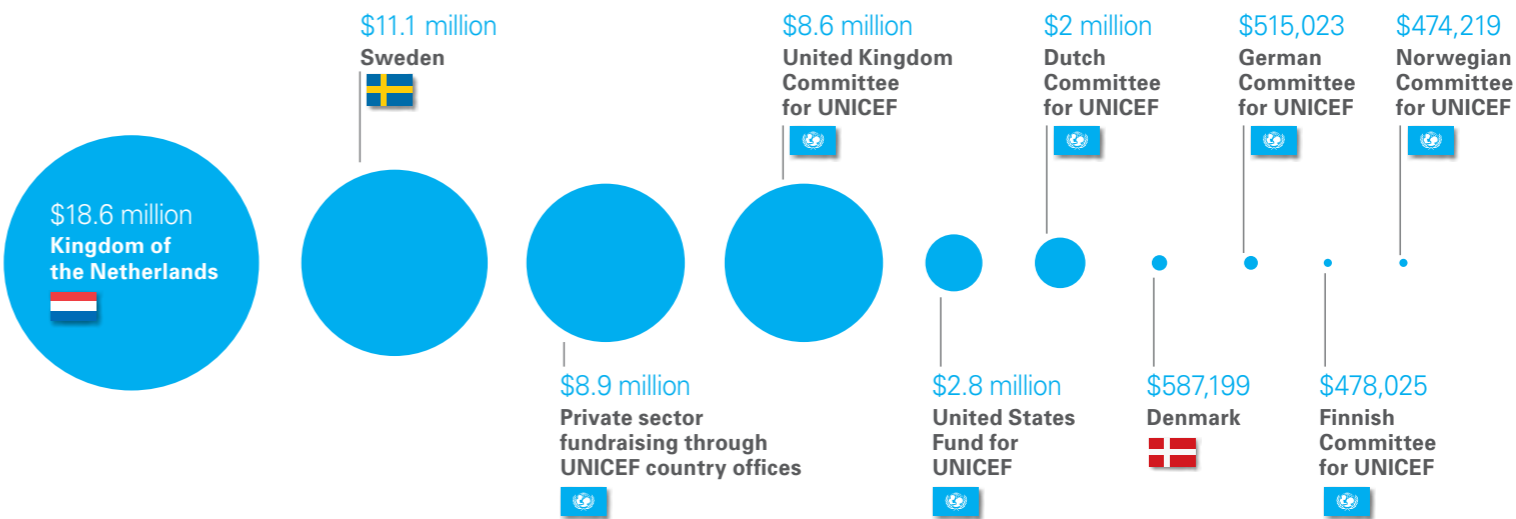 $18.6 million
Kingdom of
the Netherlands
$11.1 million
Sweden
$8.9 million
Private sector
fundraising through
UNICEF country offices
$8.6 million
United Kingdom
Committee
for UNICEF
$2.8 million
United States
Fund for
UNICEF
$2 million
Dutch
Committee
for UNICEF
$587,199
Denmark
$515,023
German
Committee
for UNICEF
$478,025
Finnish
Committee
for UNICEF
$474,219
Norwegian
Committee
for UNICEF